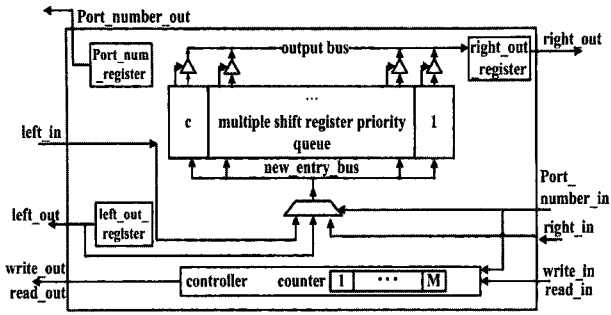 Port_number_out
Port_num
_register
output bus
right_out
_register
right_out
...
c
multiple shift register priority
queue
1
left_in
new_entry_bus
Port_
number_in
left_out
left_out_
register
right_in
write_out
read_out
controller
counter
1
...
M
write_in
read_in